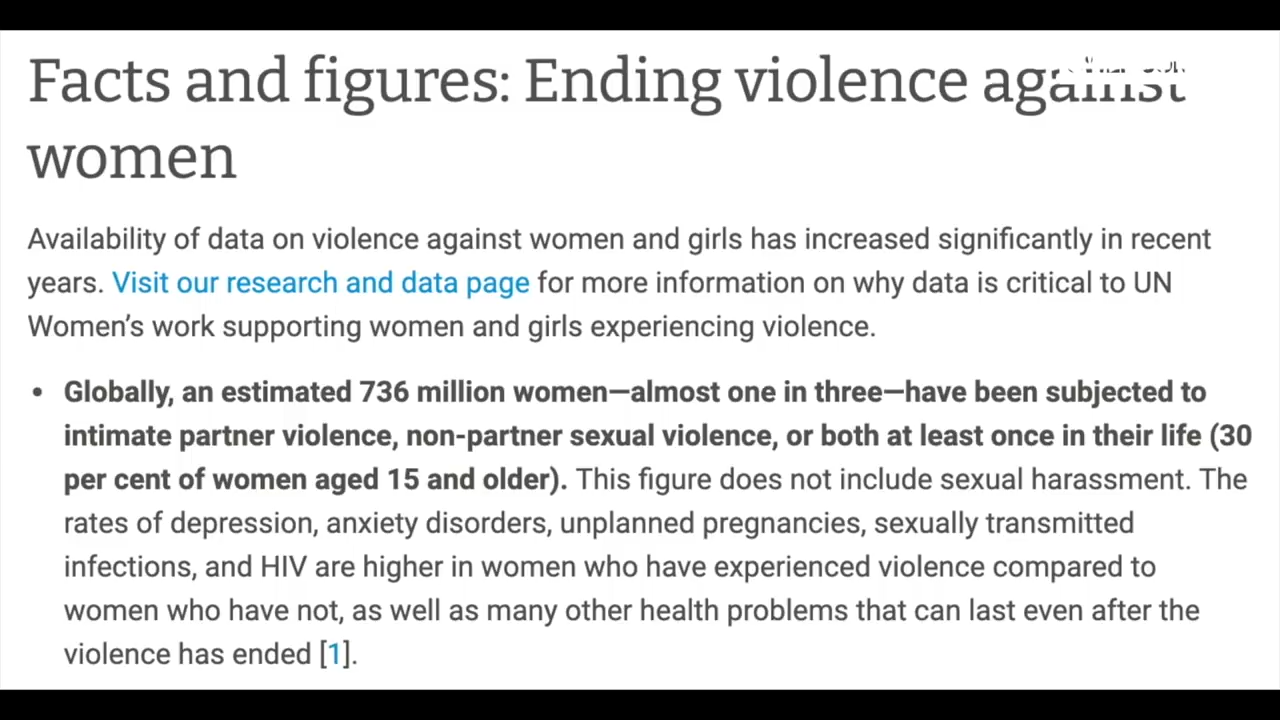 Facts and figures: Ending violence against
women
Availability of data on violence against women and girls has increased significantly in recent
years. Visit our research and data page for more information on why data is critical to UN
Women’s work supporting women and girls experiencing violence.
• Globally, an estimated 736 million women—almost one in three—have been subjected to
intimate partner violence, non-partner sexual violence, or both at least once in their life (30
per cent of women aged 15 and older). This figure does not include sexual harassment. The
rates of depression, anxiety disorders, unplanned pregnancies, sexually transmitted
infections, and HIV are higher in women who have experienced violence compared to
women who have not, as well as many other health problems that can last even after the
violence has ended [1].